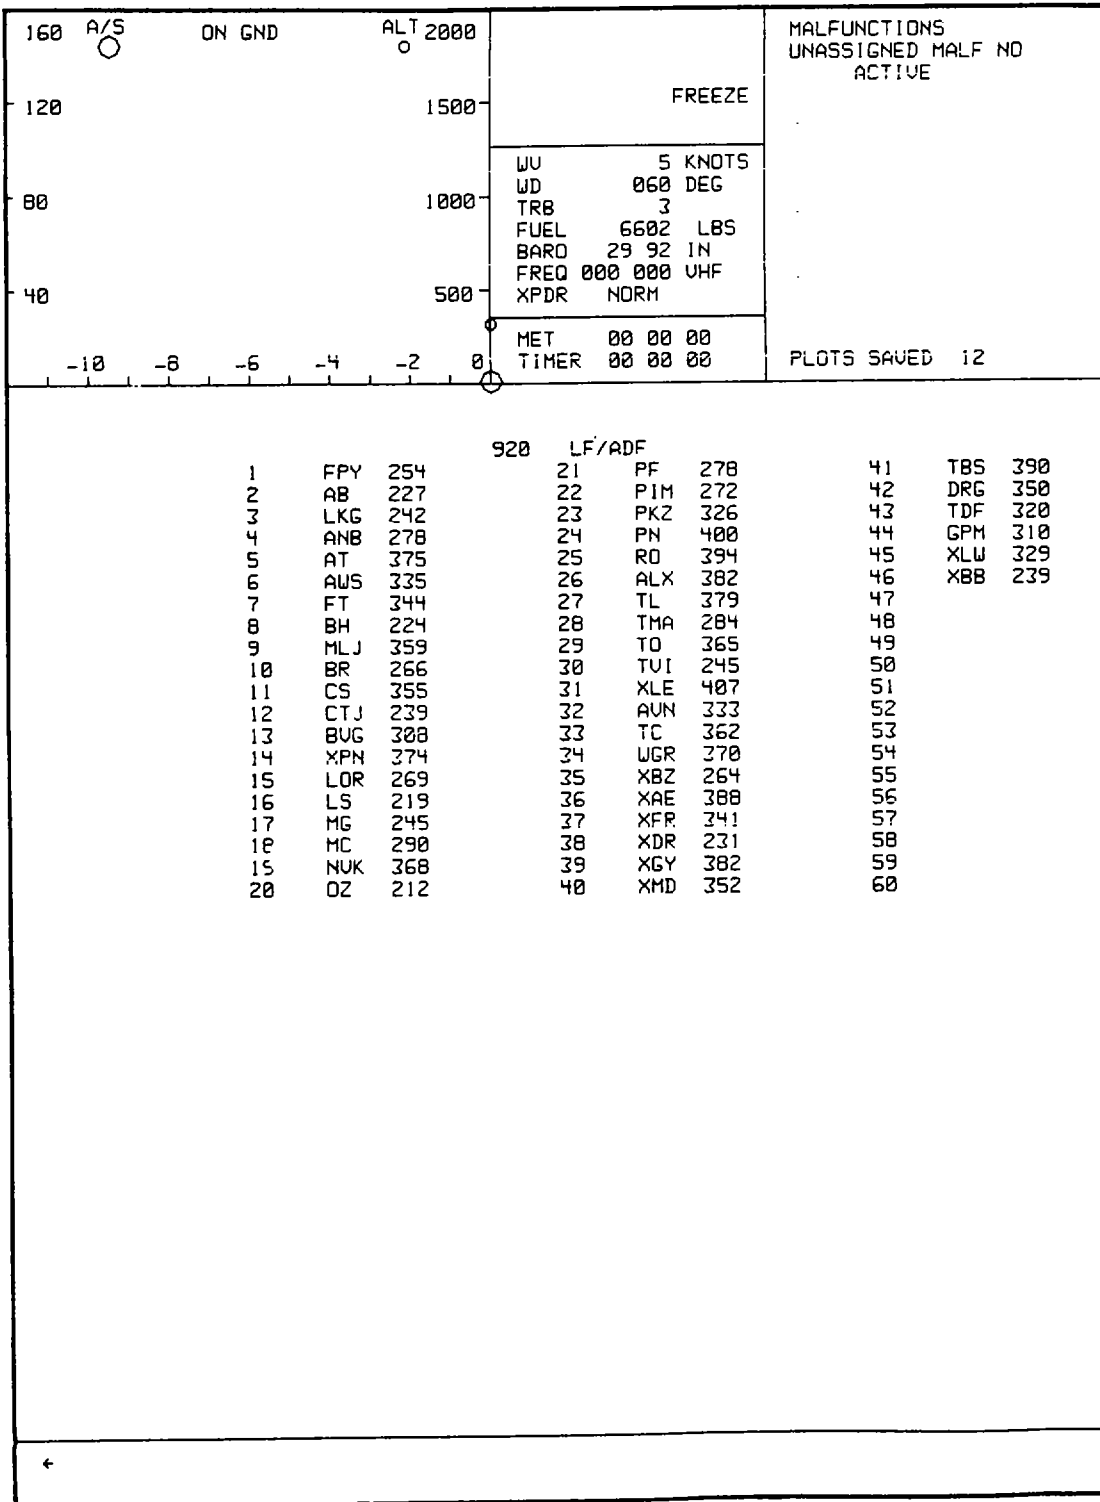 160 A/S ON GND ALT 2000
120 1500
80 1000
40 500
-10 -8 -6 -4 -2 0
FREEZE
WV 5 KNOTS
WD 060 DEG
TRB 3
FUEL 6602 LBS
BARO 29 92 IN
FREQ 000 000 VHF
XPDR NORM
MET 00 00 00
TIMER 00 00 00
MALFUNCTIONS
UNASSIGNED MALF NO
ACTIVE
PLOTS SAVED 12
920 LF/ADF
1 FPY 254 21 PF 278 41 TBS 390
2 AB 227 22 PIM 272 42 DRG 350
3 LKG 242 23 PKZ 326 43 TDF 320
4 ANB 278 24 PN 400 44 GPM 310
5 AT 375 25 RO 394 45 XLW 329
6 AWS 335 26 ALX 382 46 XBB 239
7 FT 344 27 TL 379 47
8 BH 224 28 TMA 284 48
9 MLJ 359 29 TO 365 49
10 BR 266 30 TVI 245 50
11 CS 355 31 XLE 407 51
12 CTJ 239 32 AVN 333 52
13 BVG 308 33 TC 362 53
14 XPN 374 34 WGR 370 54
15 LOR 269 35 XBZ 264 55
16 LS 219 36 XAE 388 56
17 MG 245 37 XFR 341 57
18 MC 290 38 XDR 231 58
19 NVK 368 39 XGY 382 59
20 OZ 212 40 XMD 352 60
←